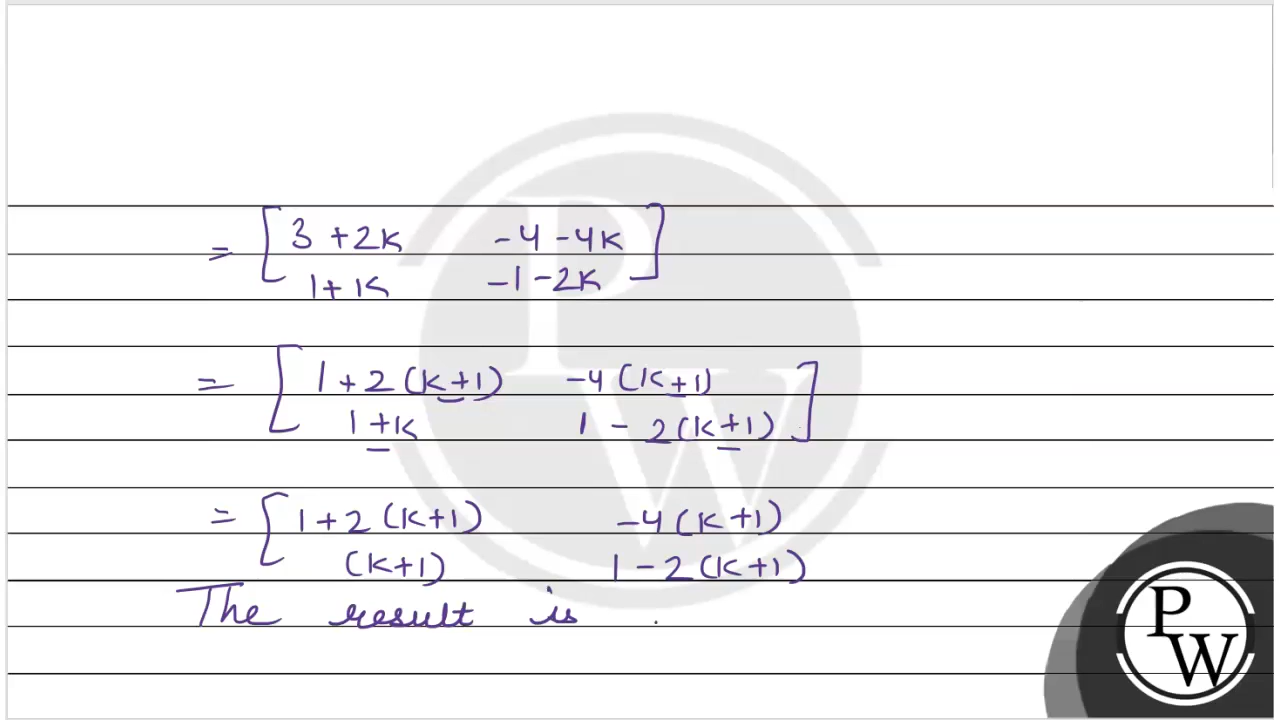 = [ 3 + 2K    -4 - 4K ]
1 + K    -1 - 2K
= [ 1 + 2 (K+1)    -4 (K+1) ]
1 + K    1 - 2(K+1)
= [ 1 + 2 (K+1)    -4 (K+1)
(K+1)    1 - 2 (K+1)
The result is
PW
PW